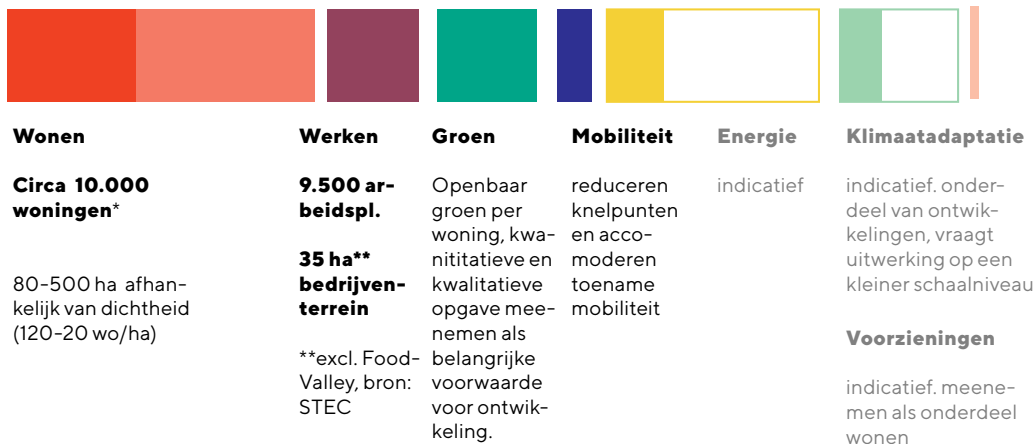 Wonen
Circa 10.000
woningen*
80-500 ha afhan-
kelijk van dichtheid
(120-20 wo/ha)
Werken
9.500 ar-
beidspl.
35 ha**
bedrijven-
terrein
**excl. Food-
Valley, bron:
STEC
Groen
Openbaar
groen per
woning, kwa-
nititatieve en
kwalitatieve
opgave mee-
nemen als
belangrijke
voorwaarde
voor ontwik-
keling.
Mobiliteit
reduceren
knelpunten
en acco-
moderen
toename
mobiliteit
Energie
indicatief
Klimaatadaptatie
indicatief. onder-
deel van ontwik-
kelingen, vraagt
uitwerking op een
kleiner schaalniveau
Voorzieningen
indicatief. meene-
men als onderdeel
wonen